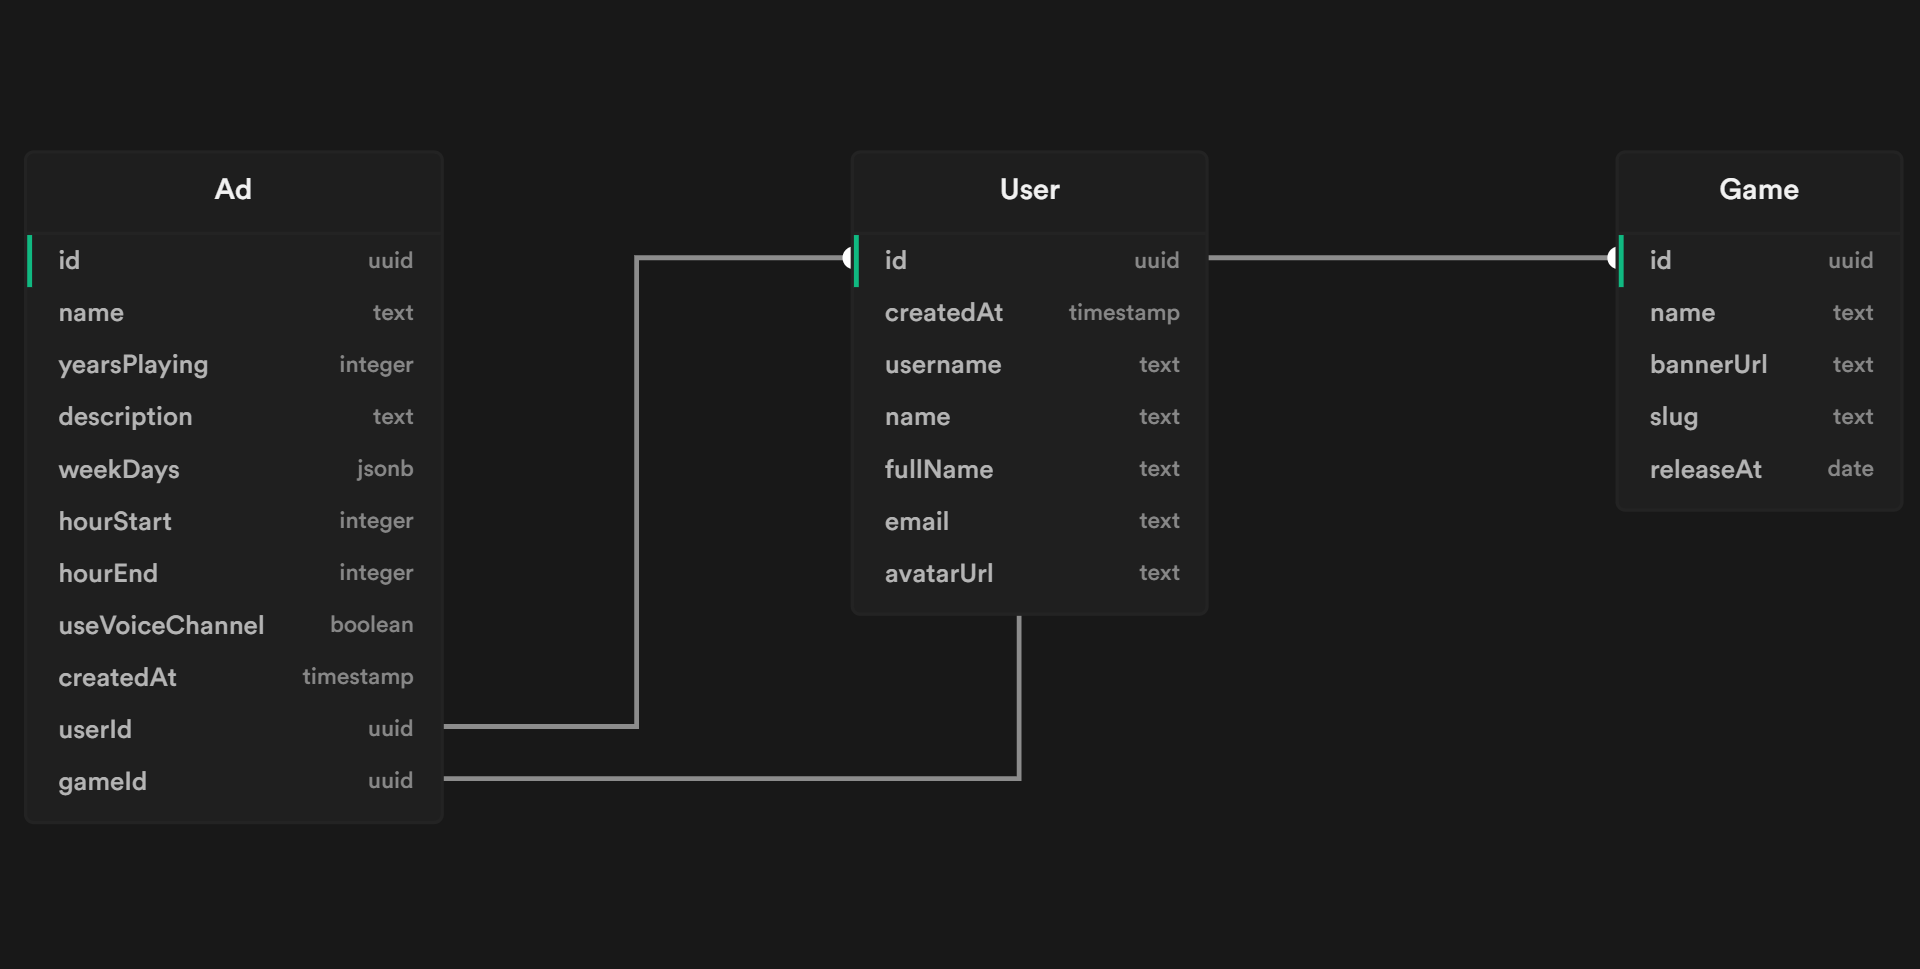 Ad
id uuid
name text
yearsPlaying integer
description text
weekDays jsonb
hourStart integer
hourEnd integer
useVoiceChannel boolean
createdAt timestamp
userId uuid
gameId uuid
User
id uuid
createdAt timestamp
username text
name text
fullName text
email text
avatarUrl text
Game
id uuid
name text
bannerUrl text
slug text
releaseAt date